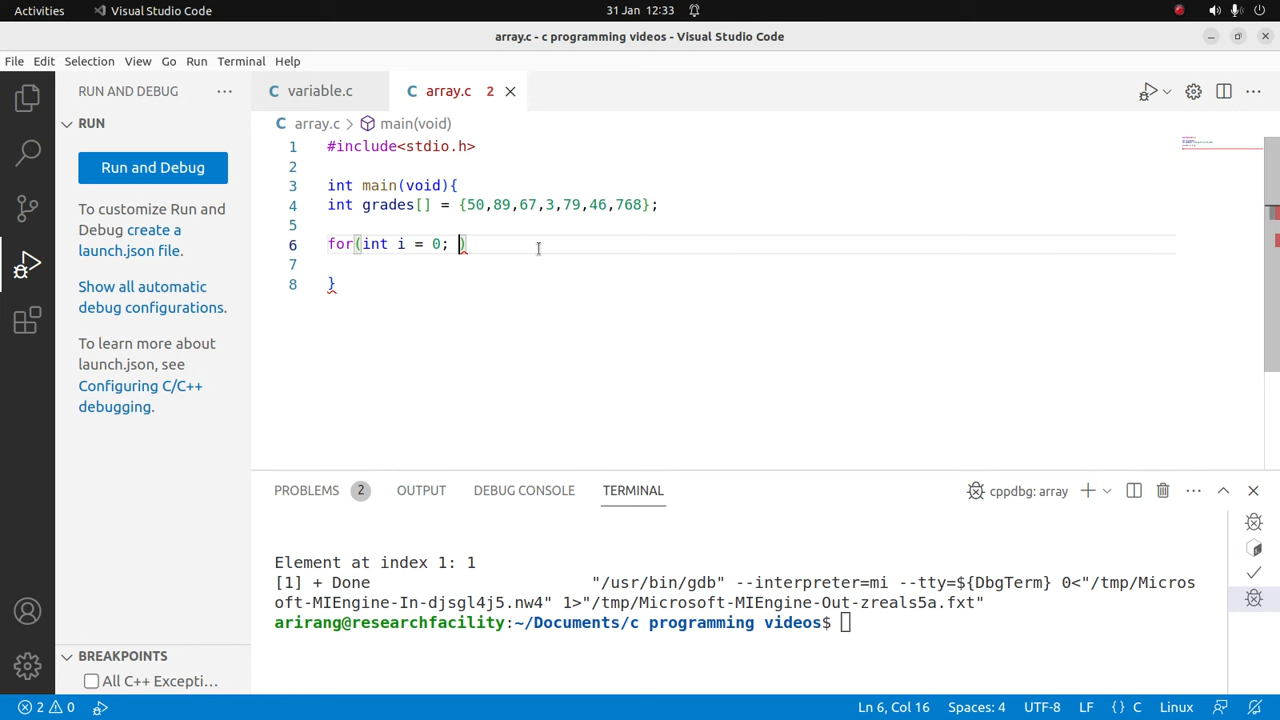 Activities Visual Studio Code 31 Jan 12:33
array.c - c programming videos - Visual Studio Code
File Edit Selection View Go Run Terminal Help
RUN AND DEBUG ···
variable.c
array.c 2
RUN
Run and Debug
To customize Run and
Debug create a
launch.json file.
Show all automatic
debug configurations.
To learn more about
launch.json, see
Configuring C/C++
debugging.
array.c > main(void)
1 #include<stdio.h>
2
3 int main(void){
4 int grades[] = {50,89,67,3,79,46,768};
5
6 for(int i = 0; )
7
8 }
PROBLEMS 2 OUTPUT DEBUG CONSOLE TERMINAL cppdbg: array
Element at index 1: 1
[1] + Done "/usr/bin/gdb" --interpreter=mi --tty=${DbgTerm} 0<"/tmp/Micros
oft-MIEngine-In-djsgl4j5.nw4" 1>"/tmp/Microsoft-MIEngine-Out-zreals5a.fxt"
arirang@researchfacility:~/Documents/c programming videos$
BREAKPOINTS
All C++ Excepti...
2 0 Ln 6, Col 16 Spaces: 4 UTF-8 LF {} C Linux